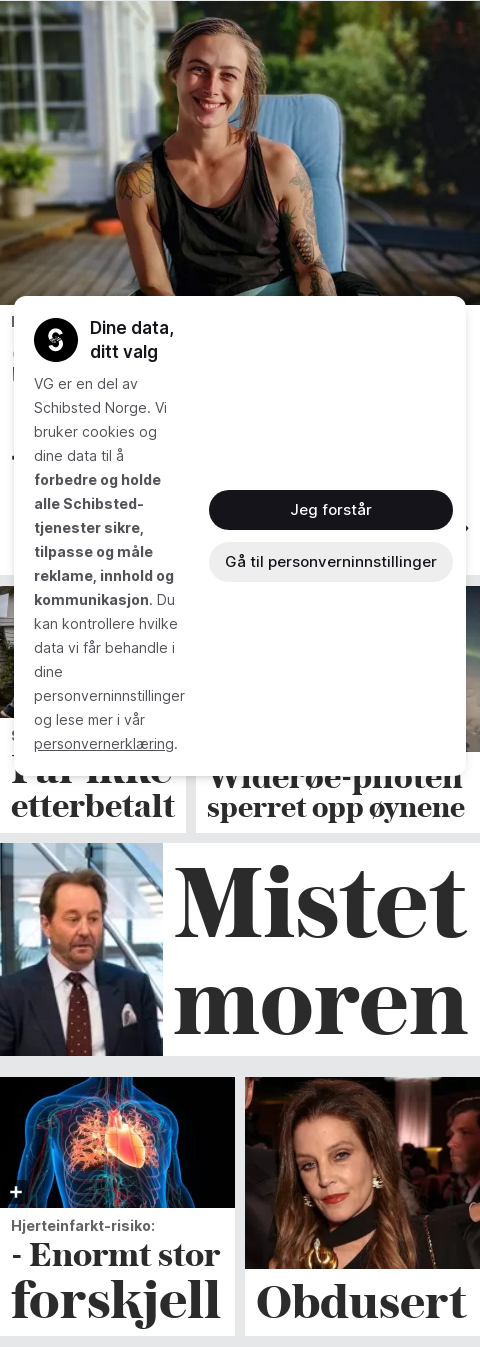 Dine data,
ditt valg
VG er en del av
Schibsted Norge. Vi
bruker cookies og
dine data til å
forbedre og holde
alle Schibsted-
tjenester sikre,
tilpasse og måle
reklame, innhold og
kommunikasjon. Du
kan kontrollere hvilke
data vi får behandle i
dine
personverninnstillinger
og lese mer i vår
personvernerklæring.
Jeg forstår
Gå til personverninnstillinger
Får ikke
etterbetalt
Widerøe-piloten
sperret opp øynene
Mistet
moren
Hjerteinfarkt-risiko:
- Enormt stor
forskjell
Obdusert